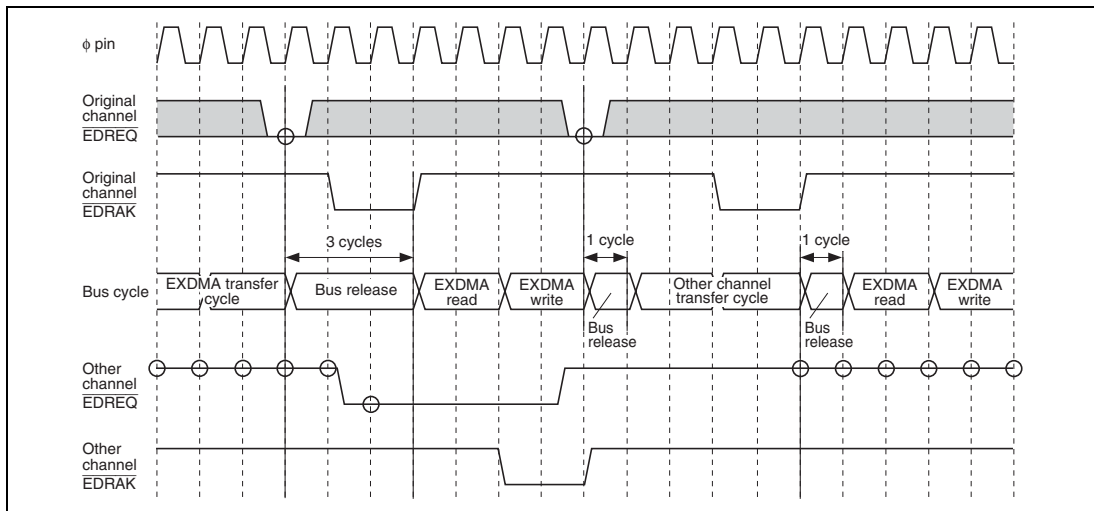 ϕ pin
Original
channel
EDREQ
Original
channel
EDRAK
3 cycles
1 cycle
1 cycle
Bus cycle
EXDMA transfer
cycle
Bus release
EXDMA
read
EXDMA
write
Bus
release
Other channel
transfer cycle
Bus
release
EXDMA
read
EXDMA
write
Other
channel
EDREQ
Other
channel
EDRAK